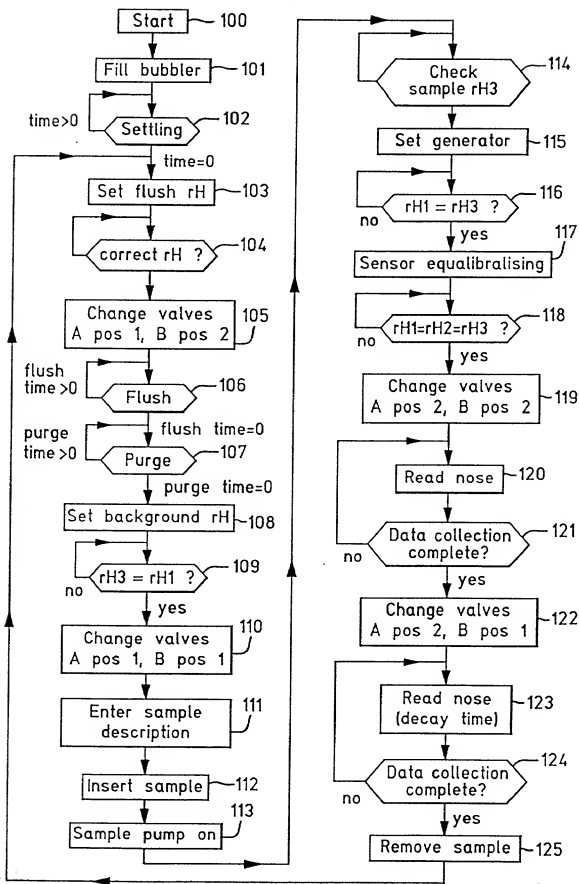 Start
100
Fill bubbler
101
time>0
Settling
102
time=0
Set flush rH
103
correct rH ?
104
Change valves
A pos 1, B pos 2
105
flush
time>0
Flush
106
flush time=0
purge
time>0
Purge
107
purge time=0
Set background rH
108
rH3 = rH1 ?
109
no
yes
Change valves
A pos 1, B pos 1
110
Enter sample
description
111
Insert sample
112
Sample pump on
113
Check
sample rH3
114
Set generator
115
rH1 = rH3 ?
116
no
yes
Sensor equalibralising
117
rH1=rH2=rH3 ?
118
no
yes
Change valves
A pos 2, B pos 2
119
Read nose
120
Data collection
complete?
121
no
yes
Change valves
A pos 2, B pos 1
122
Read nose
(decay time)
123
Data collection
complete?
124
no
yes
Remove sample
125